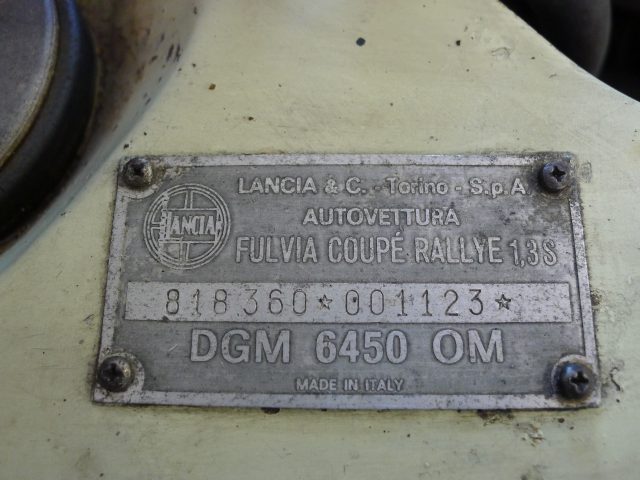 LANCIA & C. - Torino - S.p.A.
AUTOVETTURA
LANCIA
FULVIA COUPÉ RALLYE 1,3S
818360*001123*
DGM 6450 OM
MADE IN ITALY